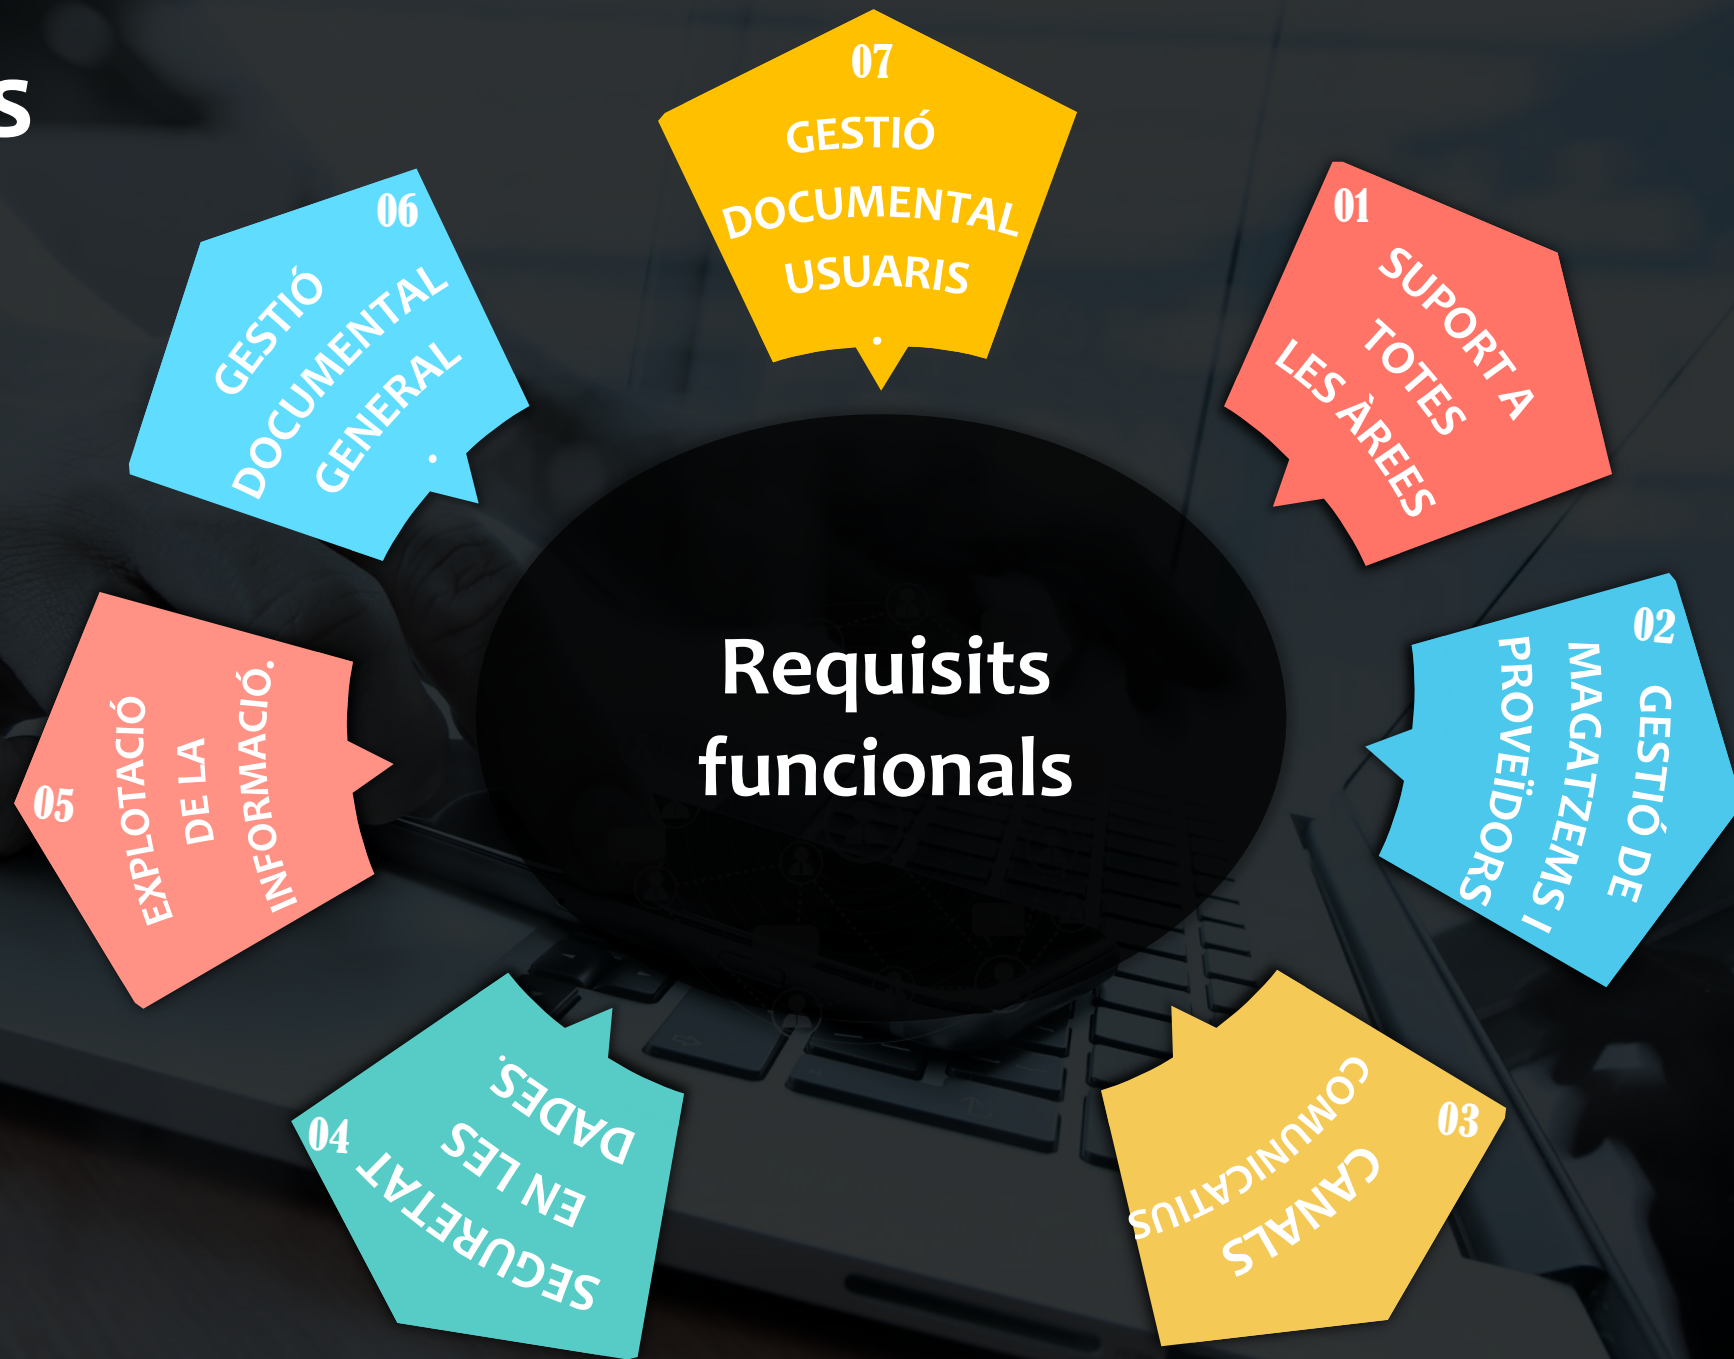 s
07
GESTIÓ
DOCUMENTAL
USUARIS
.
01
SUPORT A
TOTES
LES ÀREES
02
GESTIÓ DE
MAGATZEMS I
PROVEÏDORS
03
CANALS
COMUNICATIUS
04
SEGURETAT
EN LES
DADES.
05
EXPLOTACIÓ
DE LA
INFORMACIÓ.
06
GESTIÓ
DOCUMENTAL
GENERAL
.
Requisits
funcionals